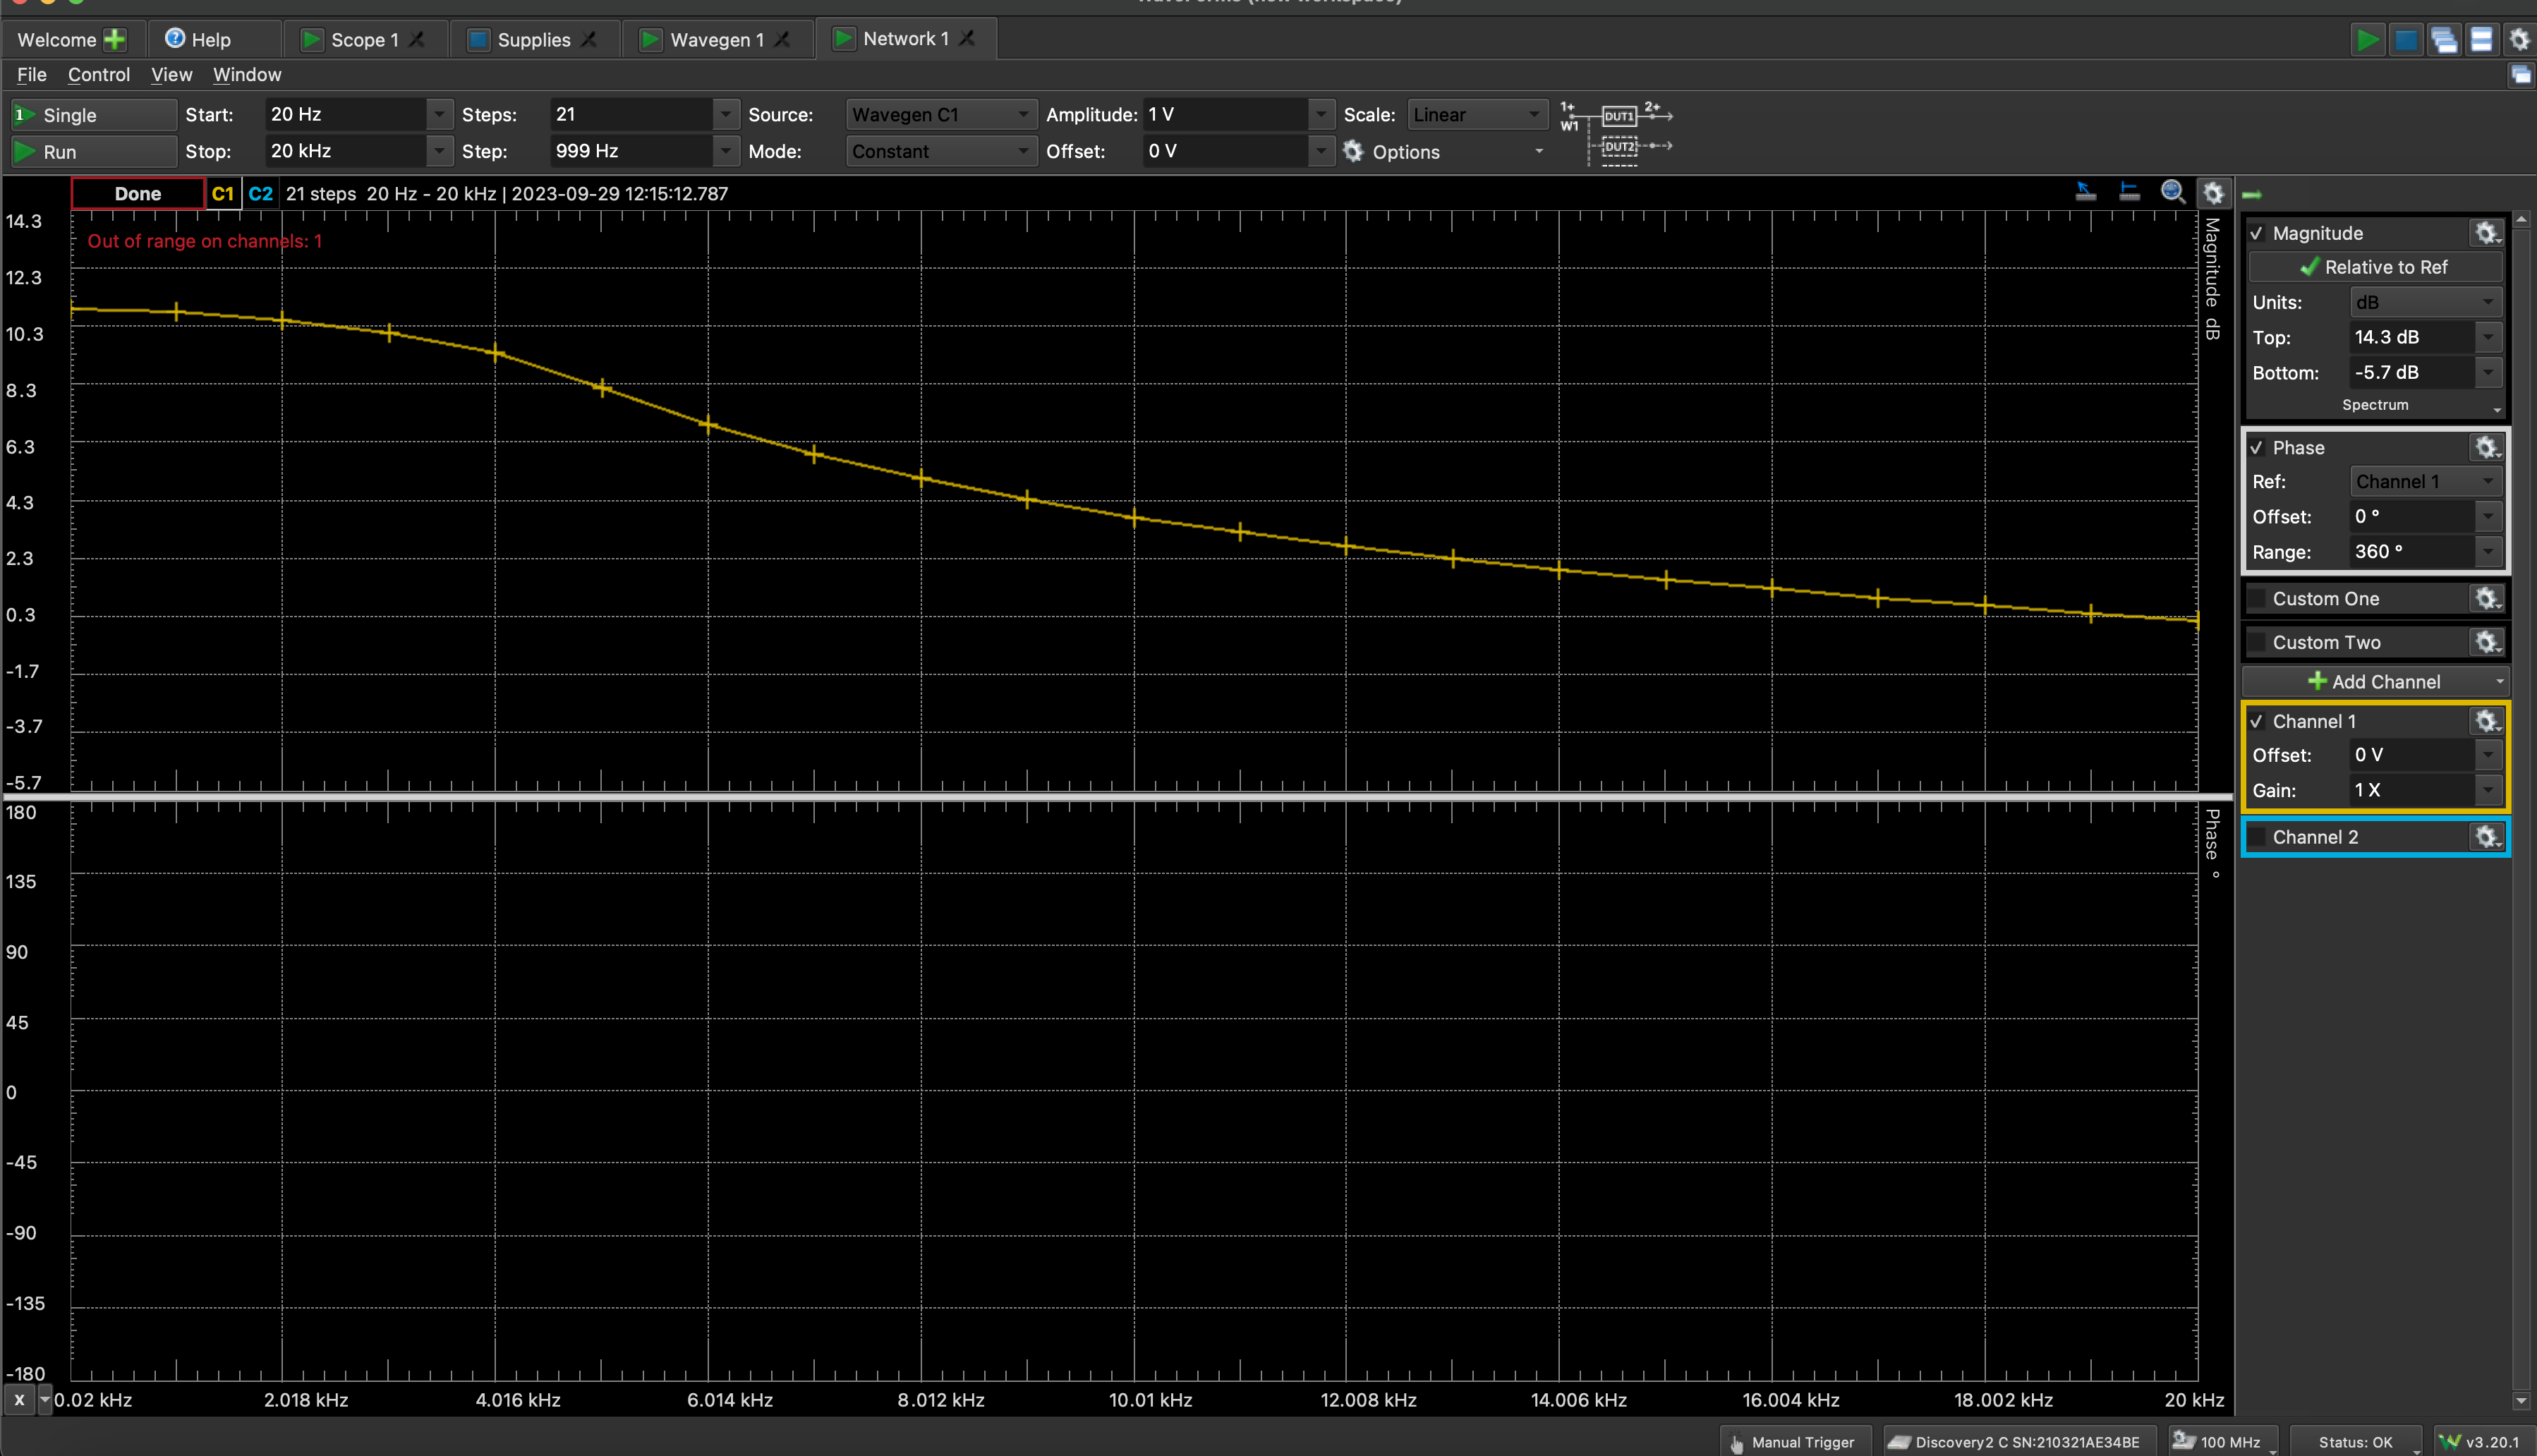 WaveForms (new workspace)
Welcome Help Scope 1 Supplies Wavegen 1 Network 1
File Control View Window
1 Single Start: 20 Hz Steps: 21 Source: Wavegen C1 Amplitude: 1 V Scale: Linear
Run Stop: 20 kHz Step: 999 Hz Mode: Constant Offset: 0 V Options
1+ 2+
W1 DUT1
DUT2
Done C1 C2 21 steps 20 Hz - 20 kHz | 2023-09-29 12:15:12.787
Out of range on channels: 1
14.3
12.3
10.3
8.3
6.3
4.3
2.3
0.3
-1.7
-3.7
-5.7
Magnitude dB
180
135
90
45
0
-45
-90
-135
-180
Phase °
X 0.02 kHz 2.018 kHz 4.016 kHz 6.014 kHz 8.012 kHz 10.01 kHz 12.008 kHz 14.006 kHz 16.004 kHz 18.002 kHz 20 kHz
Magnitude
Relative to Ref
Units: dB
Top: 14.3 dB
Bottom: -5.7 dB
Spectrum
Phase
Ref: Channel 1
Offset: 0 °
Range: 360 °
Custom One
Custom Two
Add Channel
Channel 1
Offset: 0 V
Gain: 1 X
Channel 2
Manual Trigger Discovery2 C SN:210321AE34BE 100 MHz Status: OK W v3.20.1